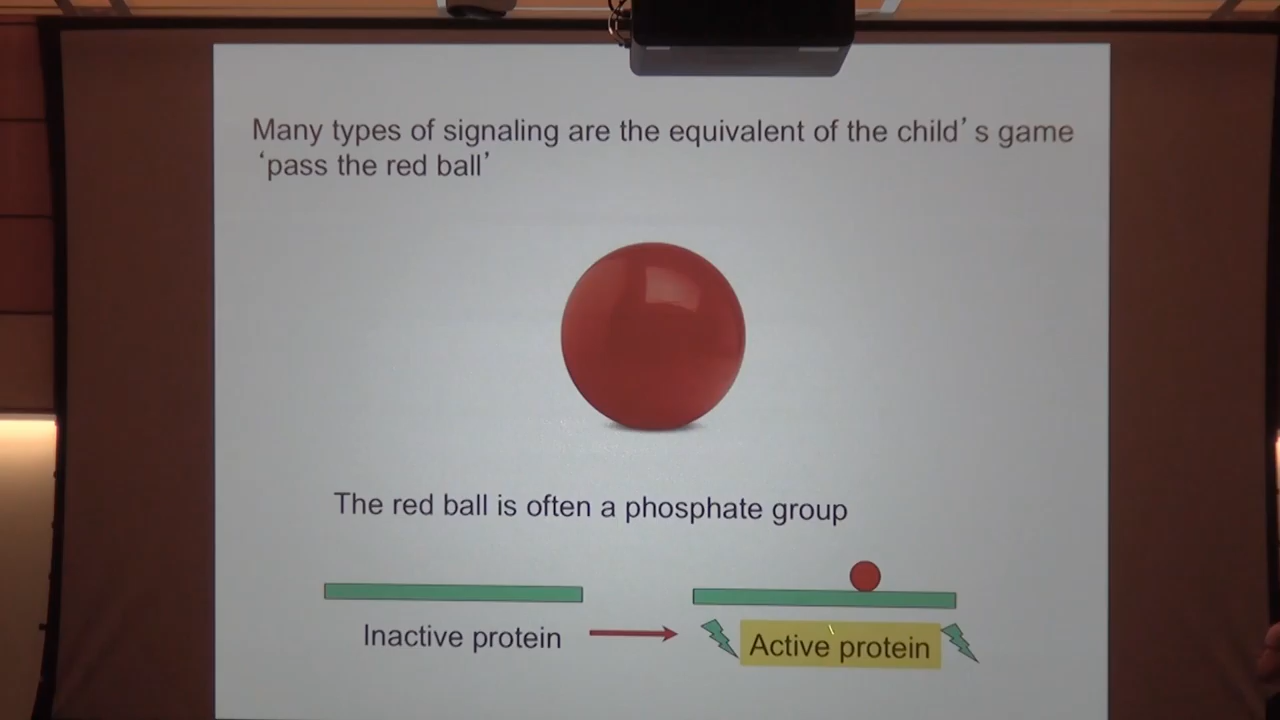 Many types of signaling are the equivalent of the child’s game
‘pass the red ball’
The red ball is often a phosphate group
Inactive protein
Active protein